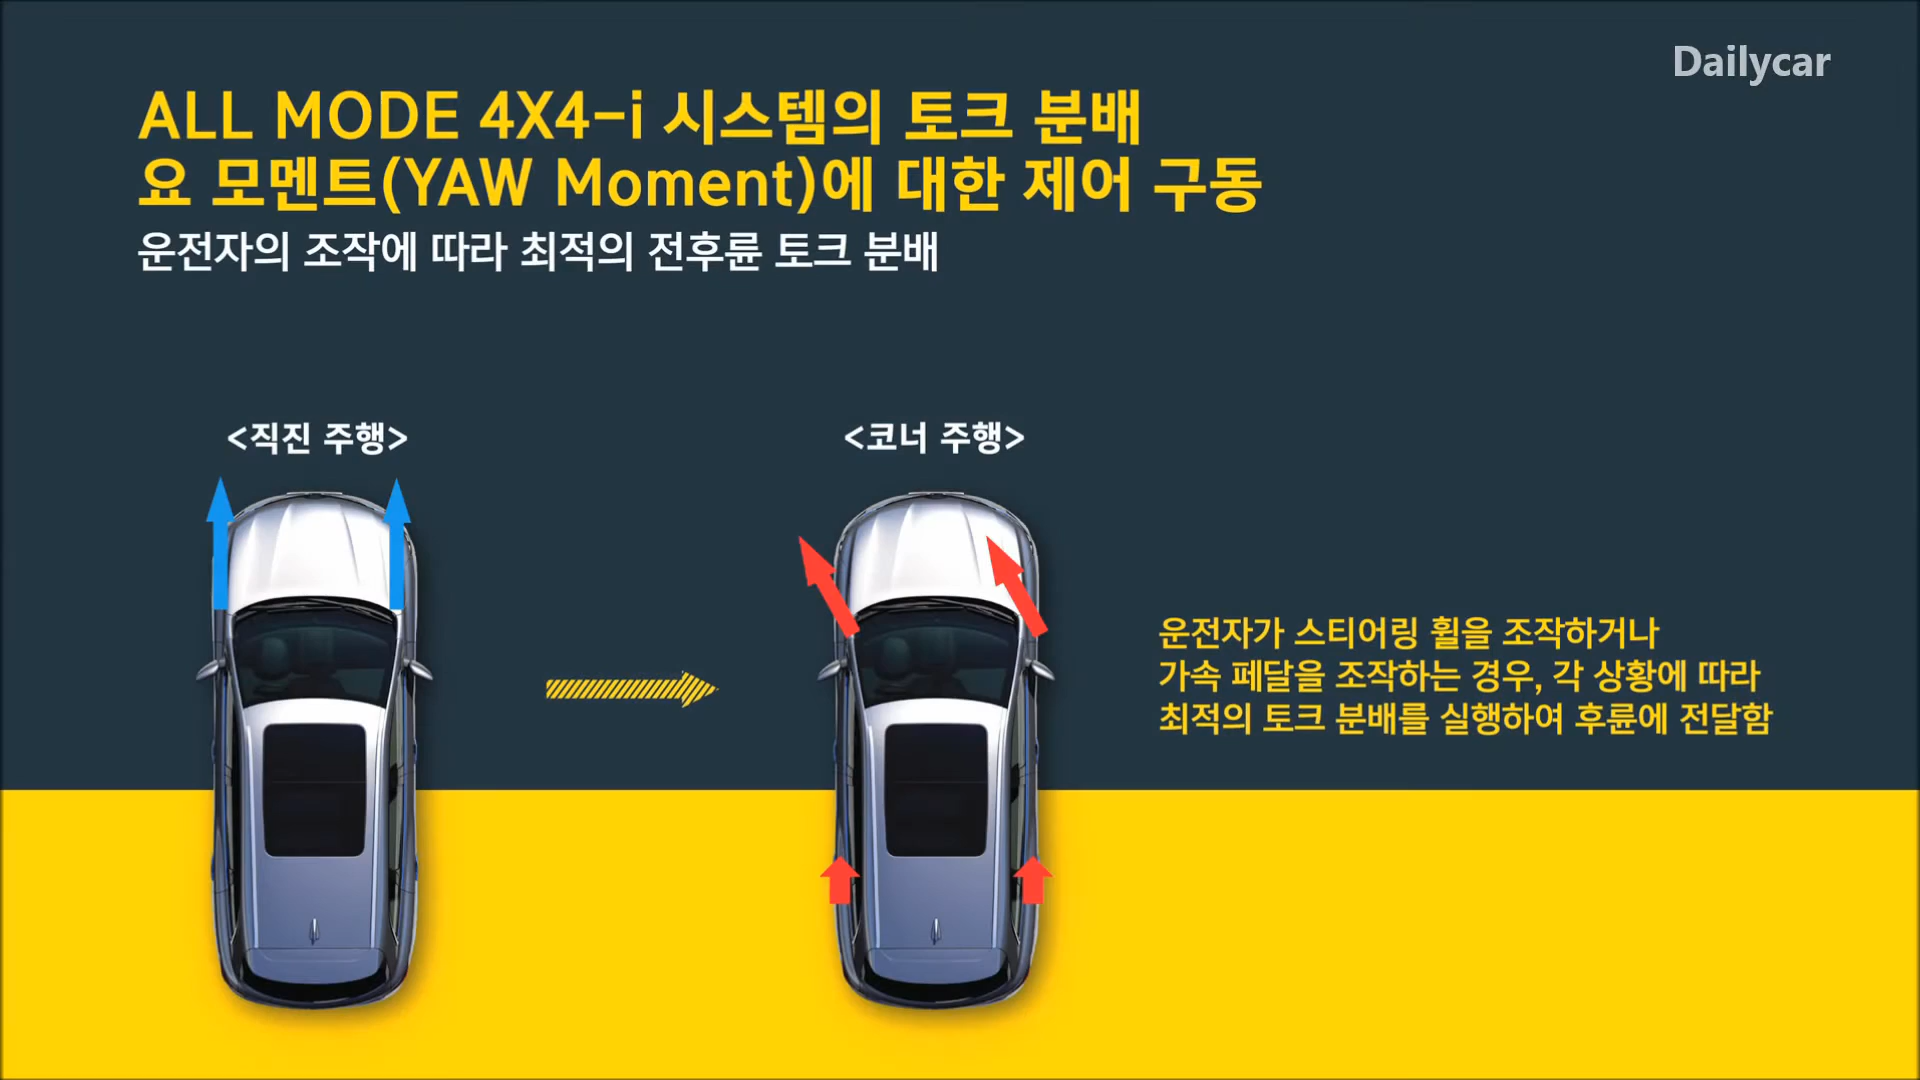 Dailycar
ALL MODE 4X4-i 시스템의 토크 분배
요 모멘트(YAW Moment)에 대한 제어 구동
운전자의 조작에 따라 최적의 전후륜 토크 분배
<직진 주행>
<코너 주행>
운전자가 스티어링 휠을 조작하거나
가속 페달을 조작하는 경우, 각 상황에 따라
최적의 토크 분배를 실행하여 후륜에 전달함